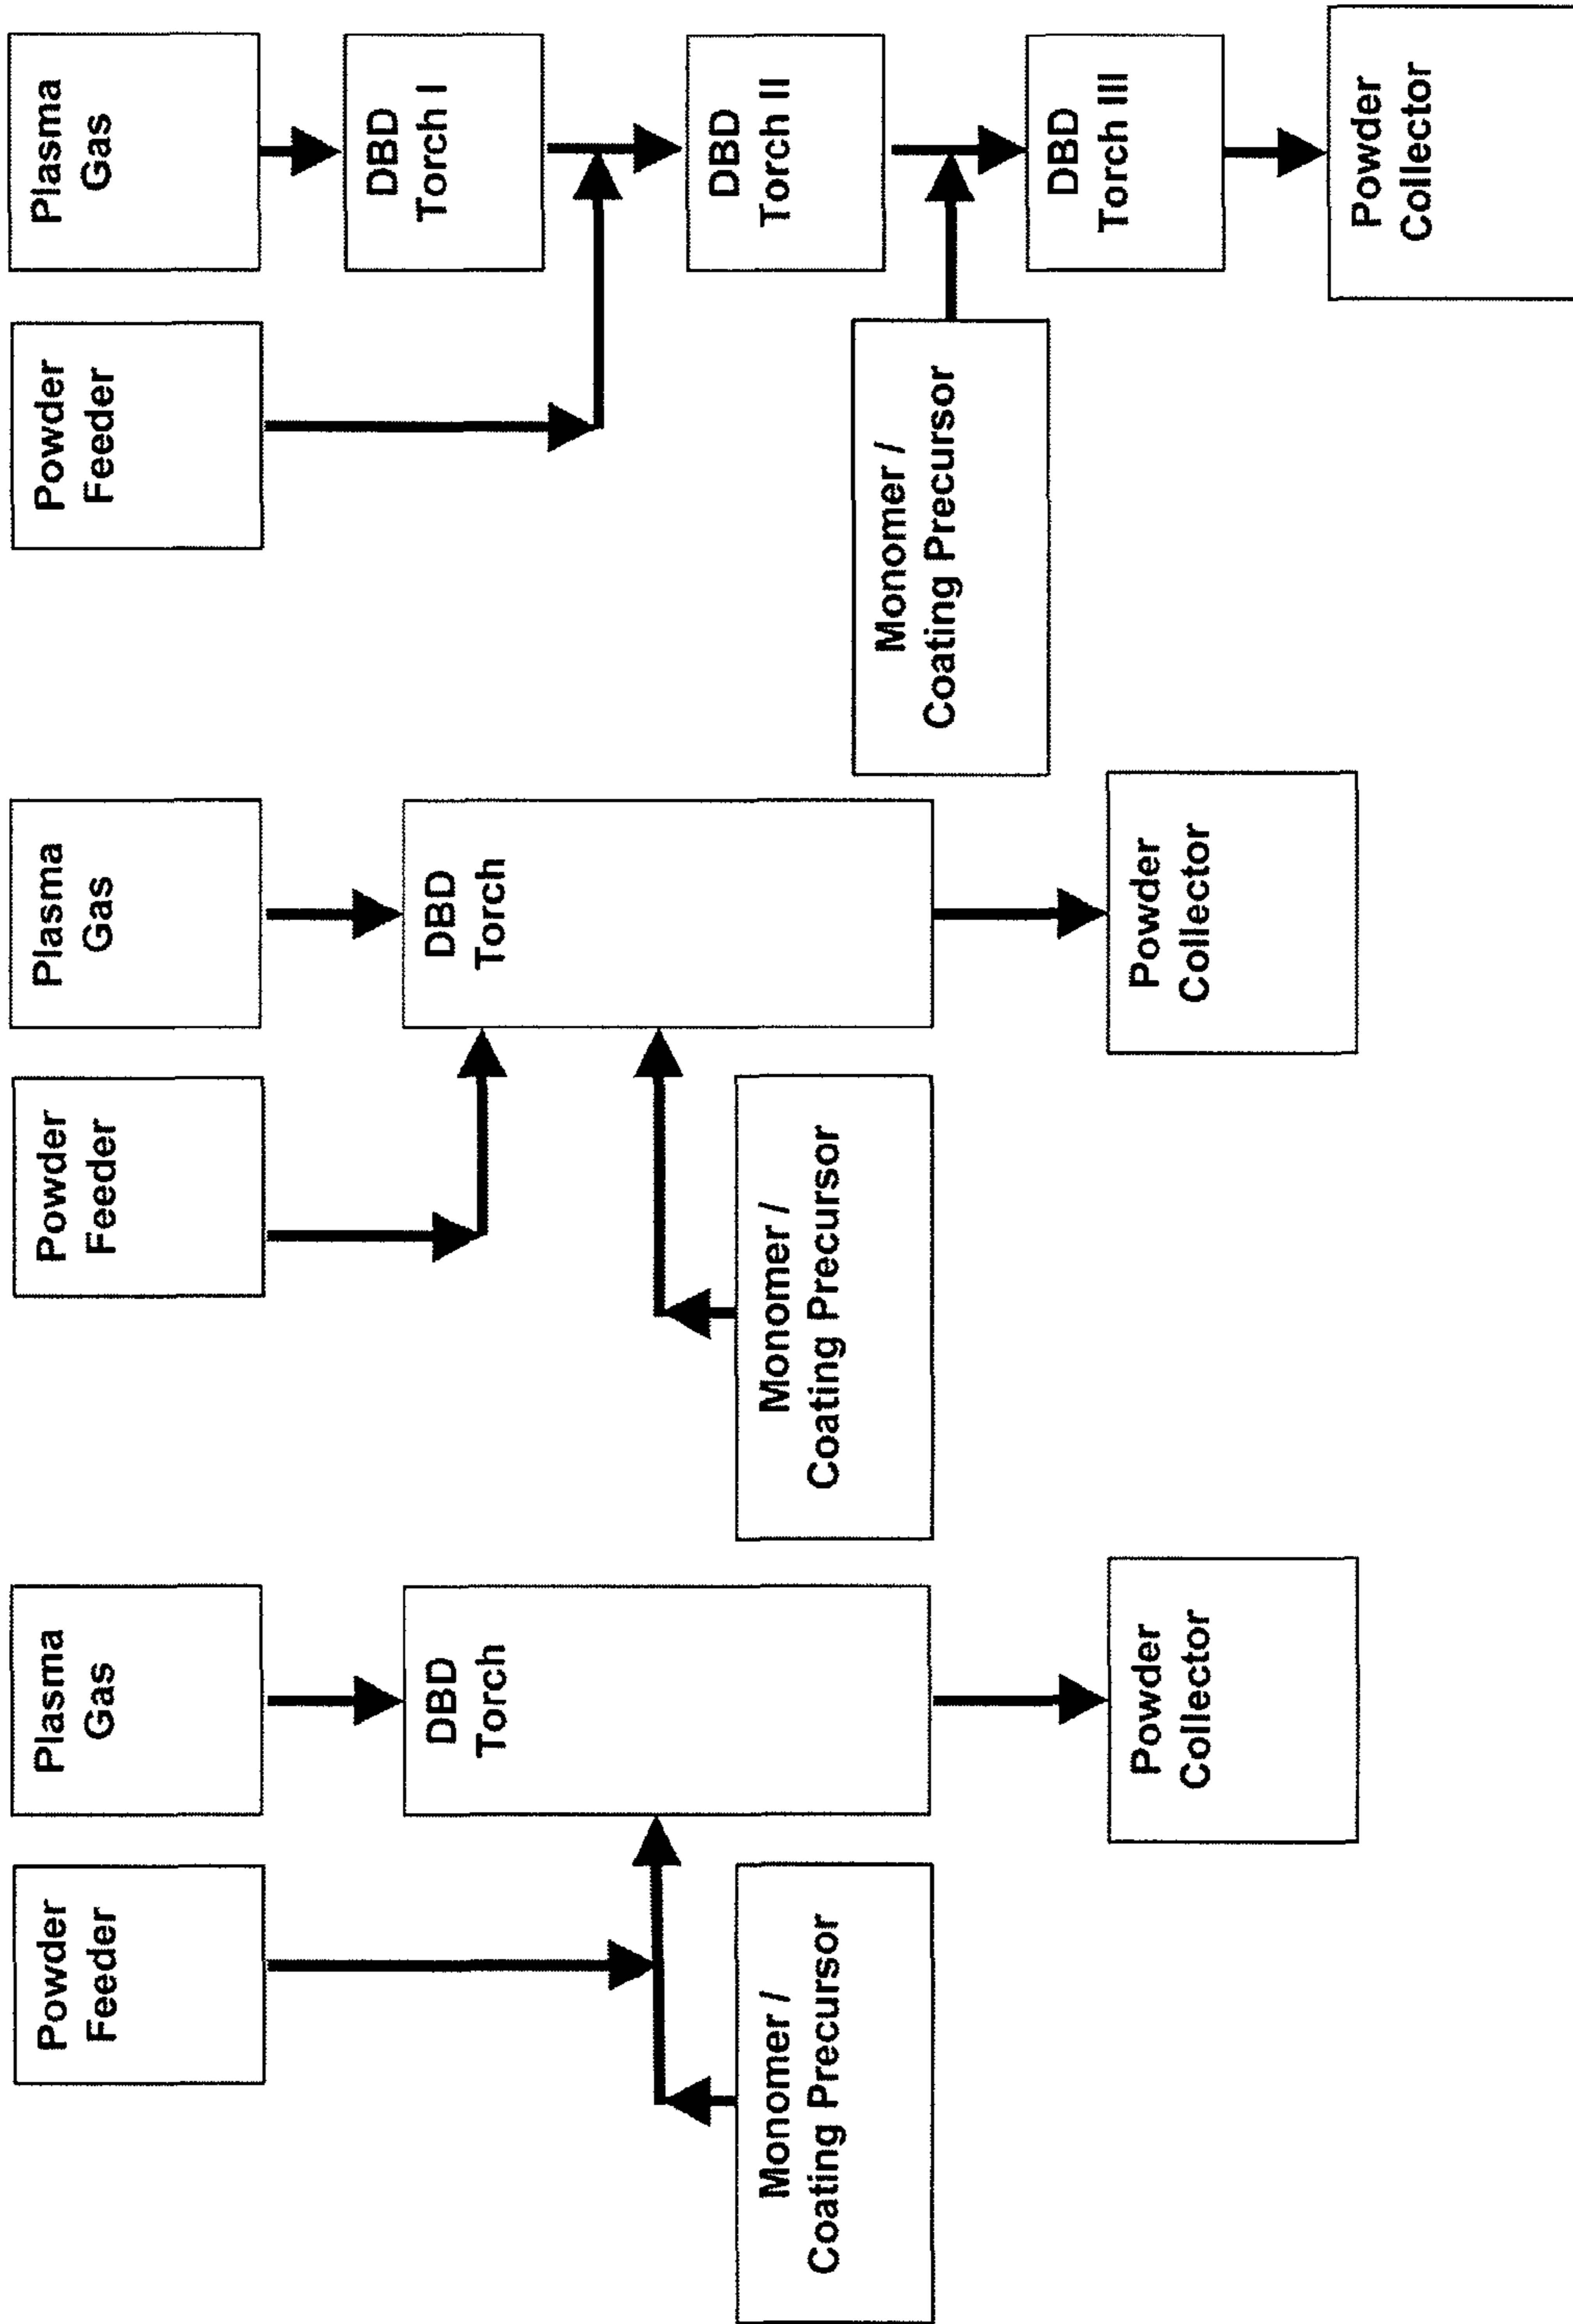 Powder
Feeder
Plasma
Gas
DBD
Torch
Monomer /
Coating Precursor
Powder
Collector
Powder
Feeder
Plasma
Gas
DBD
Torch
Monomer /
Coating Precursor
Powder
Collector
Powder
Feeder
Plasma
Gas
DBD
Torch I
DBD
Torch II
Monomer /
Coating Precursor
DBD
Torch III
Powder
Collector